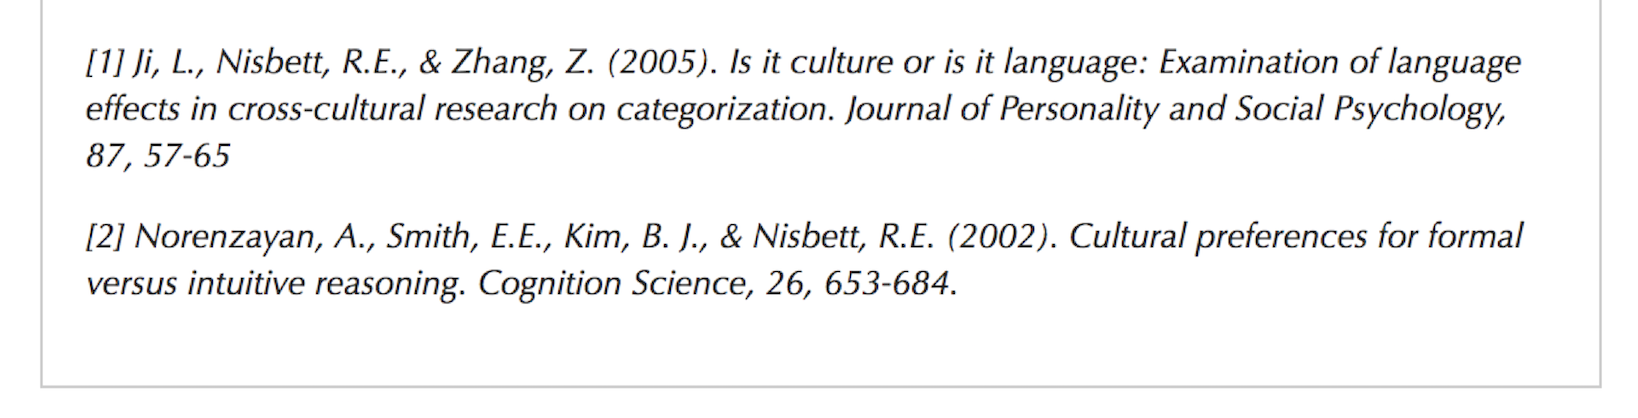 [1] Ji, L., Nisbett, R.E., & Zhang, Z. (2005). Is it culture or is it language: Examination of language
effects in cross-cultural research on categorization. Journal of Personality and Social Psychology,
87, 57-65
[2] Norenzayan, A., Smith, E.E., Kim, B. J., & Nisbett, R.E. (2002). Cultural preferences for formal
versus intuitive reasoning. Cognition Science, 26, 653-684.